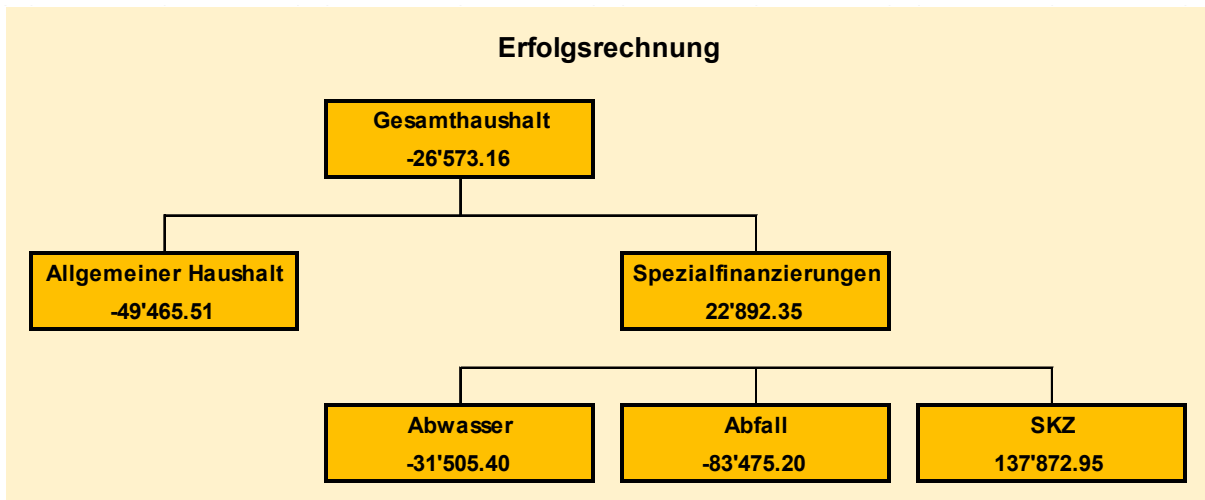 Erfolgsrechnung
Gesamthaushalt
-26'573.16
Allgemeiner Haushalt
-49'465.51
Spezialfinanzierungen
22'892.35
Abwasser
-31'505.40
Abfall
-83'475.20
SKZ
137'872.95